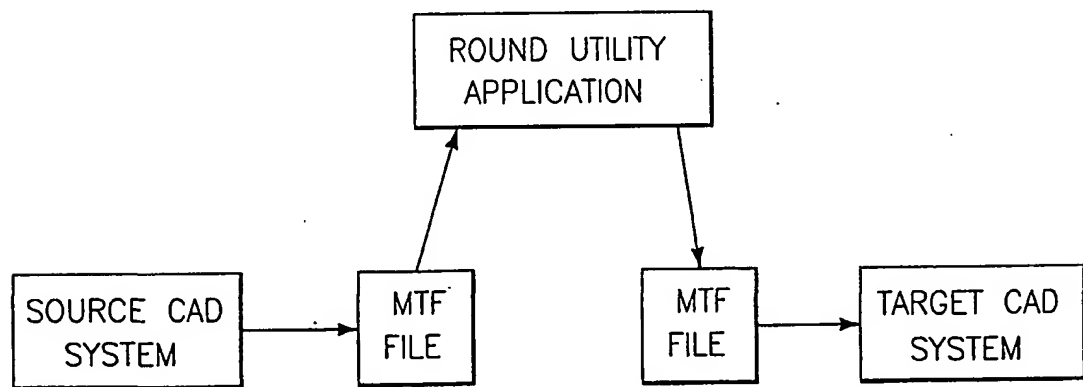 ROUND UTILITY
APPLICATION
SOURCE CAD
SYSTEM
MTF
FILE
MTF
FILE
TARGET CAD
SYSTEM